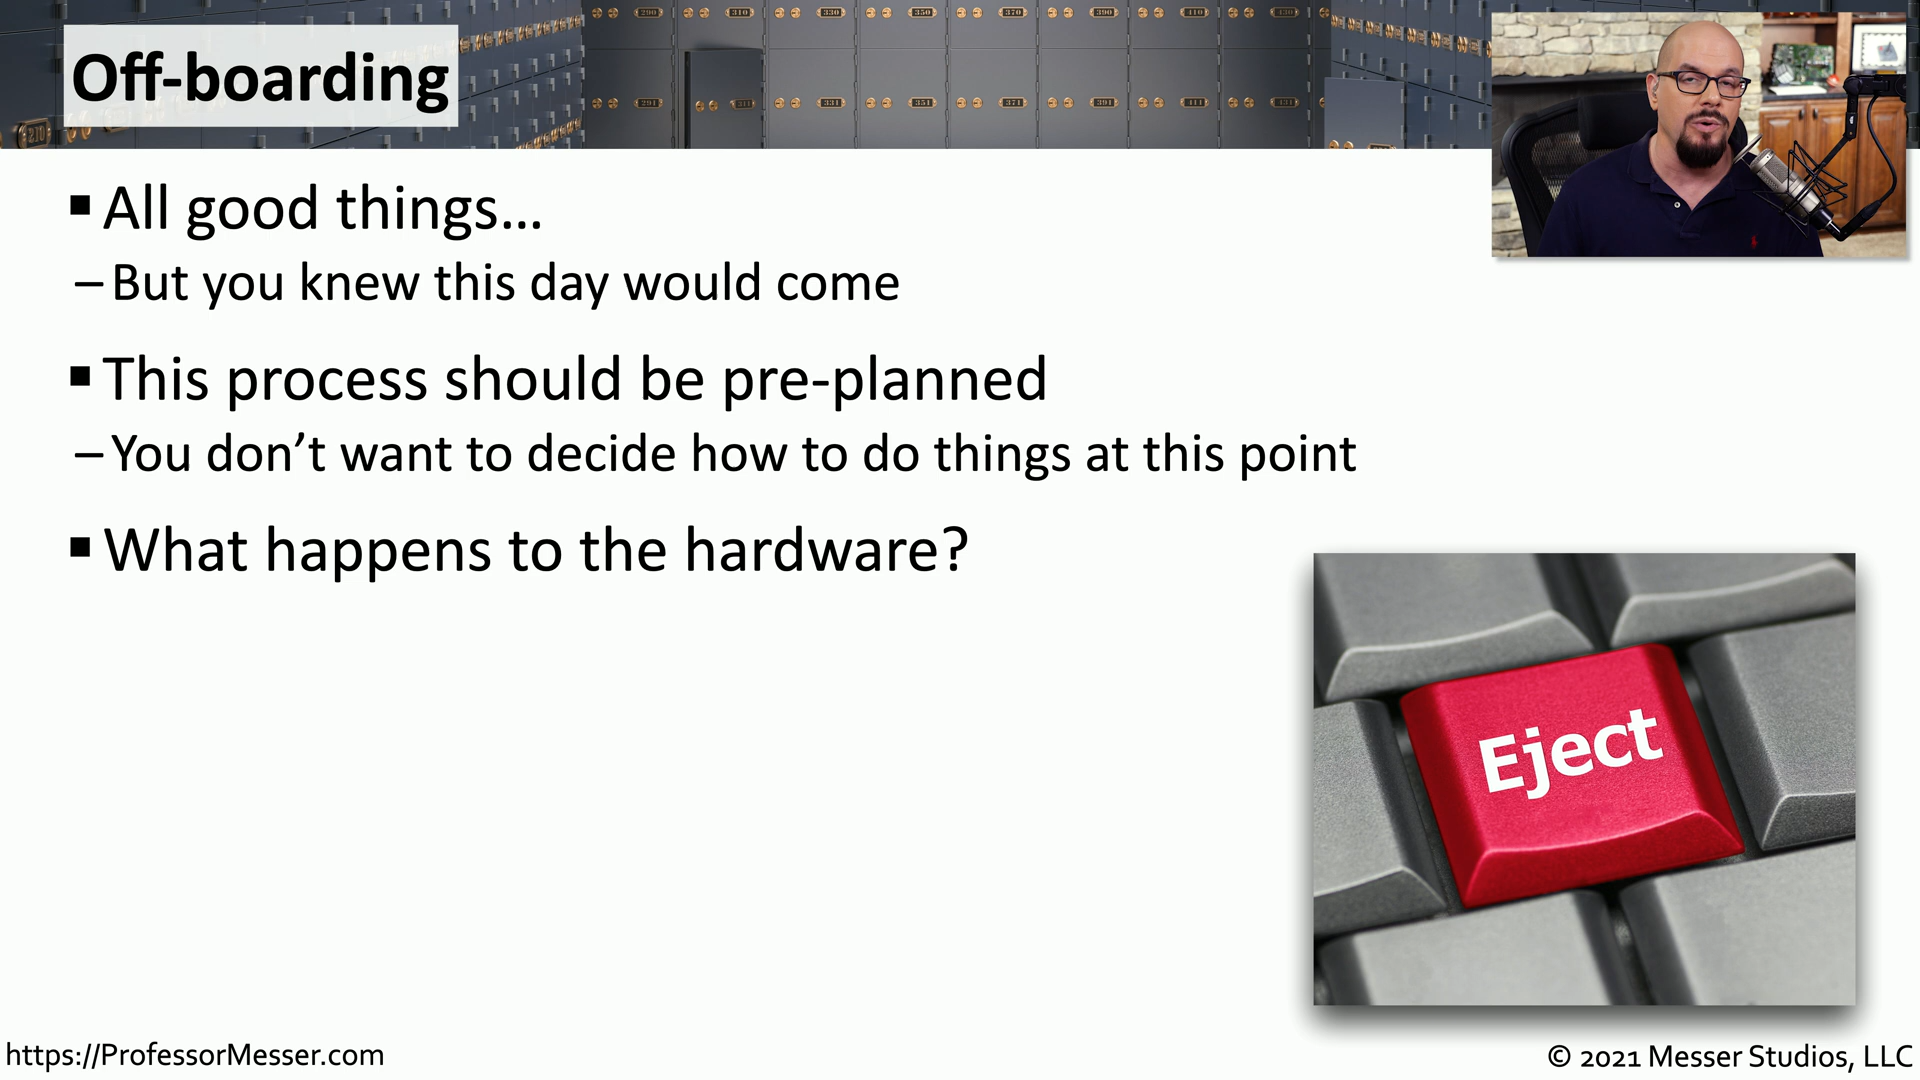 Off-boarding
▪ All good things...
– But you knew this day would come
▪ This process should be pre-planned
– You don’t want to decide how to do things at this point
▪ What happens to the hardware?
Eject
https://ProfessorMesser.com
© 2021 Messer Studios, LLC